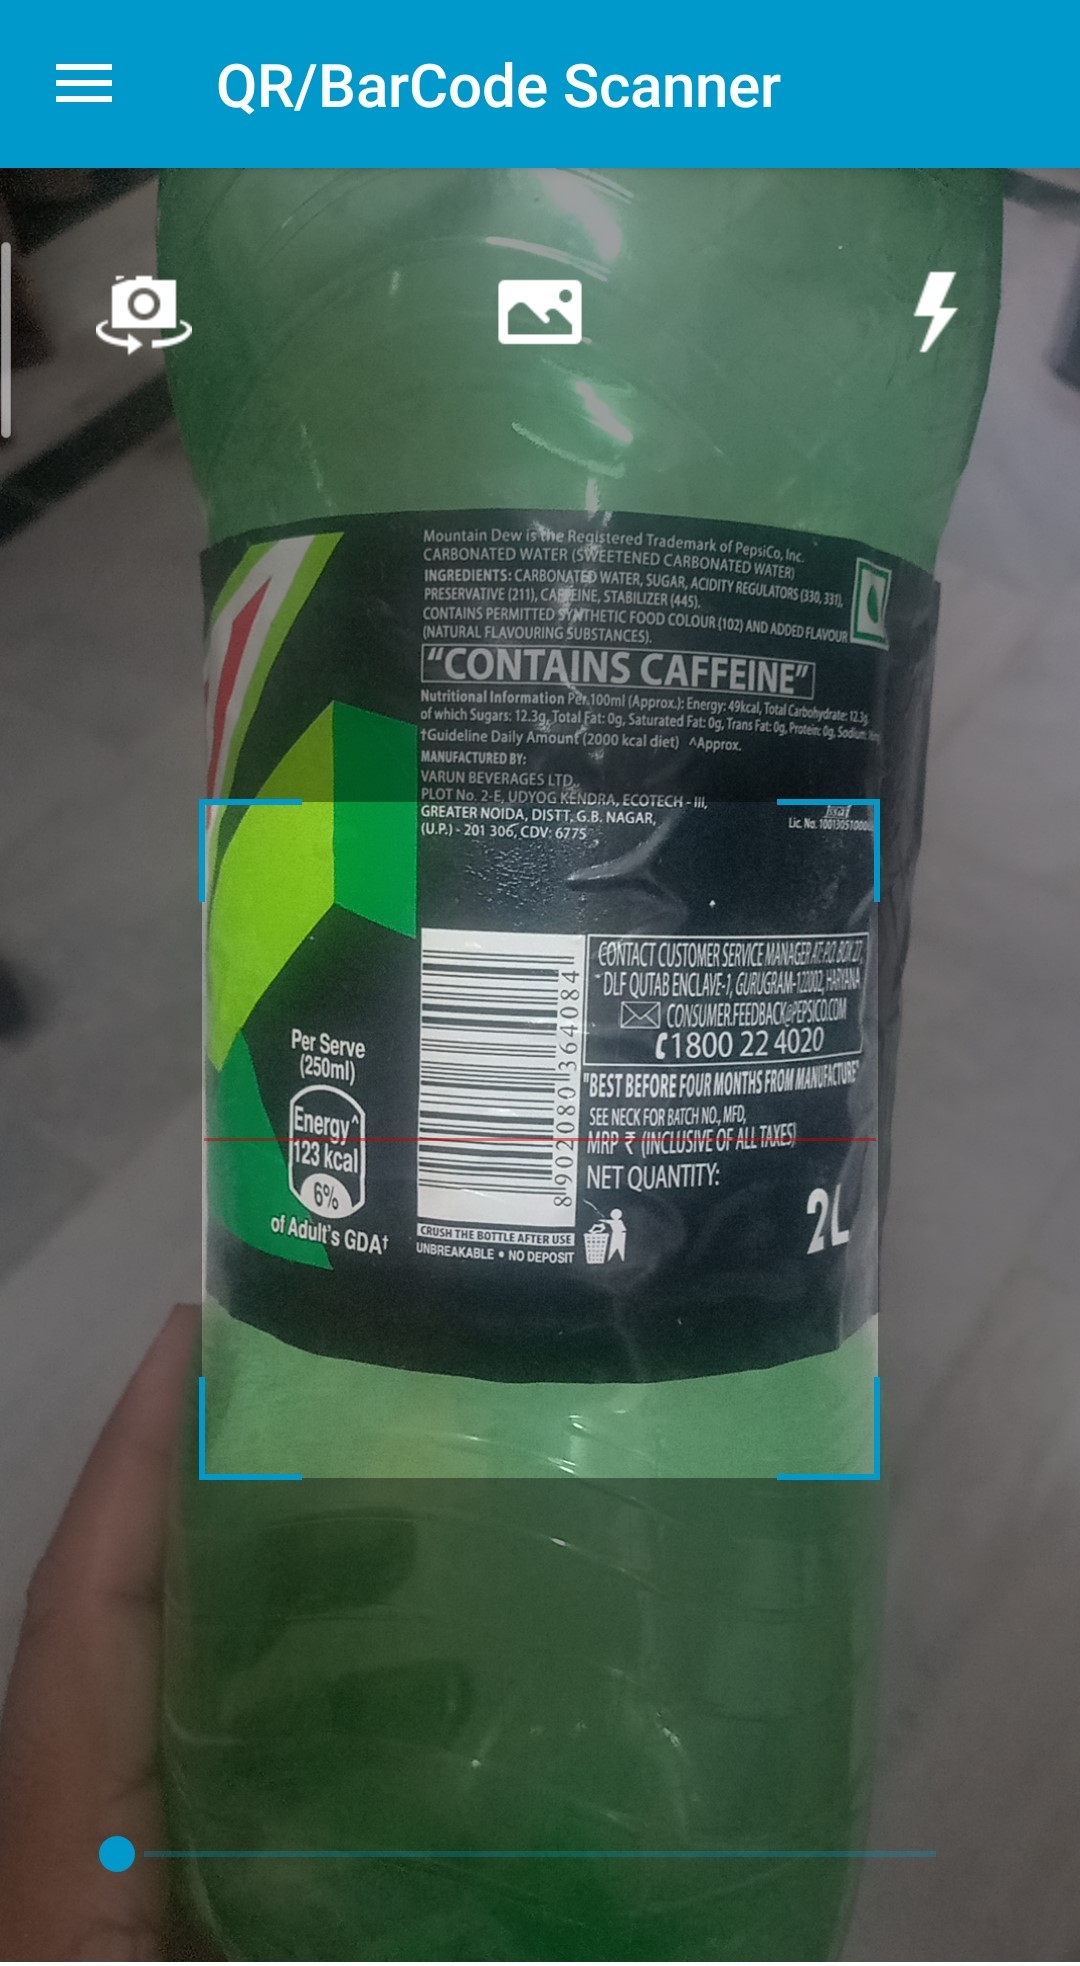 QR/BarCode Scanner
Mountain Dew is the Registered Trademark of PepsiCo, Inc.
CARBONATED WATER (SWEETENED CARBONATED WATER)
INGREDIENTS: CARBONATED WATER, SUGAR, ACIDITY REGULATORS (330, 331),
PRESERVATIVE (211), CAFFEINE, STABILIZER (445).
CONTAINS PERMITTED SYNTHETIC FOOD COLOUR (102) AND ADDED FLAVOUR
(NATURAL FLAVOURING SUBSTANCES).
"CONTAINS CAFFEINE"
Nutritional Information Per 100ml (Approx.): Energy: 49kcal, Total Carbohydrate: 12.3g,
of which Sugars: 12.3g, Total Fat: 0g, Saturated Fat: 0g, Trans Fat: 0g, Protein: 0g, Sodium:
†Guideline Daily Amount (2000 kcal diet) ^Approx.
MANUFACTURED BY:
VARUN BEVERAGES LTD.,
PLOT No. 2-E, UDYOG KENDRA, ECOTECH - III,
GREATER NOIDA, DISTT. G.B. NAGAR,
(U.P.) - 201 306, CDV: 6775
fssai
Lic. No.
8 902080 364084
CONTACT CUSTOMER SERVICE MANAGER AT: P.O. BOX 27,
DLF QUTAB ENCLAVE-1, GURUGRAM-122002, HARYANA
CONSUMER.FEEDBACK@PEPSICO.COM
1800 22 4020
"BEST BEFORE FOUR MONTHS FROM MANUFACTURE"
SEE NECK FOR BATCH NO., MFD,
MRP ₹ (INCLUSIVE OF ALL TAXES)
NET QUANTITY:
2L
Per Serve
(250ml)
Energy^
123 kcal
6%
of Adult's GDA†
CRUSH THE BOTTLE AFTER USE
UNBREAKABLE • NO DEPOSIT